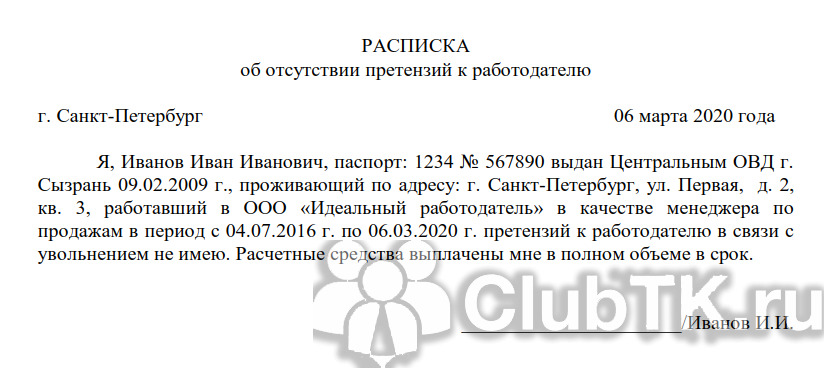 РАСПИСКА
об отсутствии претензий к работодателю
г. Санкт-Петербург 06 марта 2020 года
Я, Иванов Иван Иванович, паспорт: 1234 № 567890 выдан Центральным ОВД г.
Сызрань 09.02.2009 г., проживающий по адресу: г. Санкт-Петербург, ул. Первая, д. 2,
кв. 3, работавший в ООО «Идеальный работодатель» в качестве менеджера по
продажам в период с 04.07.2016 г. по 06.03.2020 г. претензий к работодателю в связи с
увольнением не имею. Расчетные средства выплачены мне в полном объеме в срок.
ClubTK.ru
______________________/Иванов И.И.